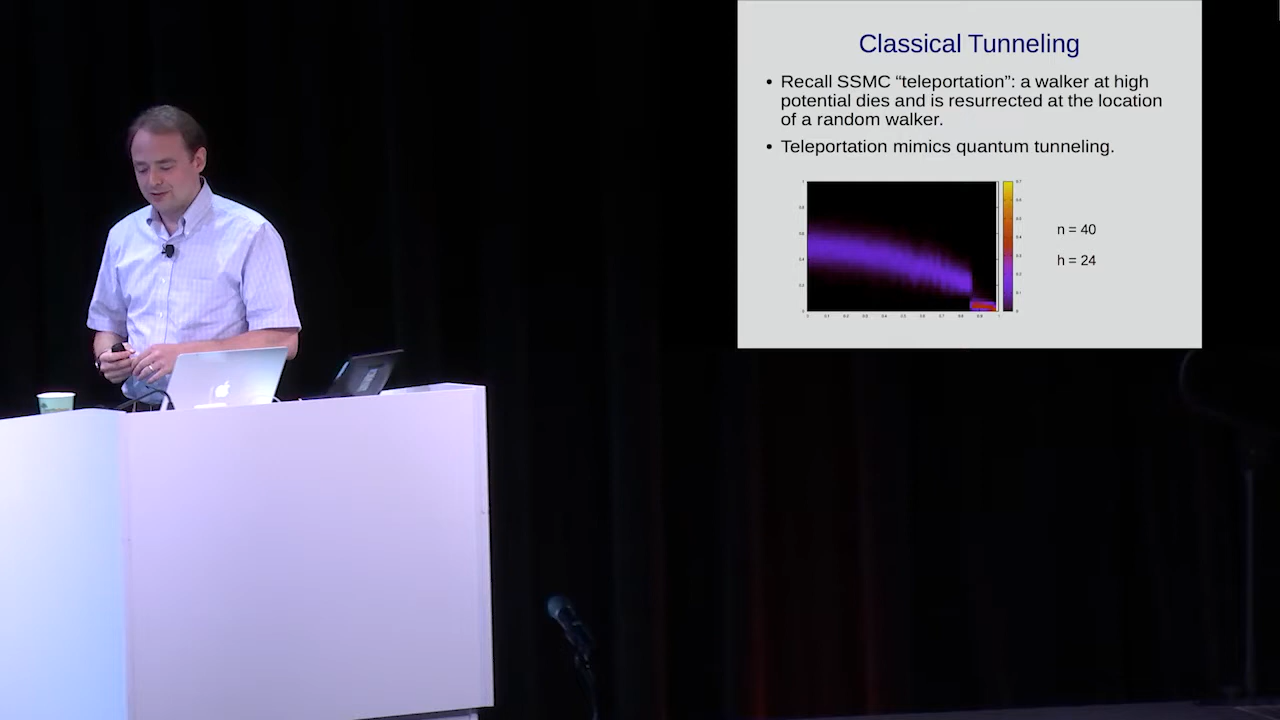 Classical Tunneling
• Recall SSMC “teleportation”: a walker at high
potential dies and is resurrected at the location
of a random walker.
• Teleportation mimics quantum tunneling.
n = 40
h = 24